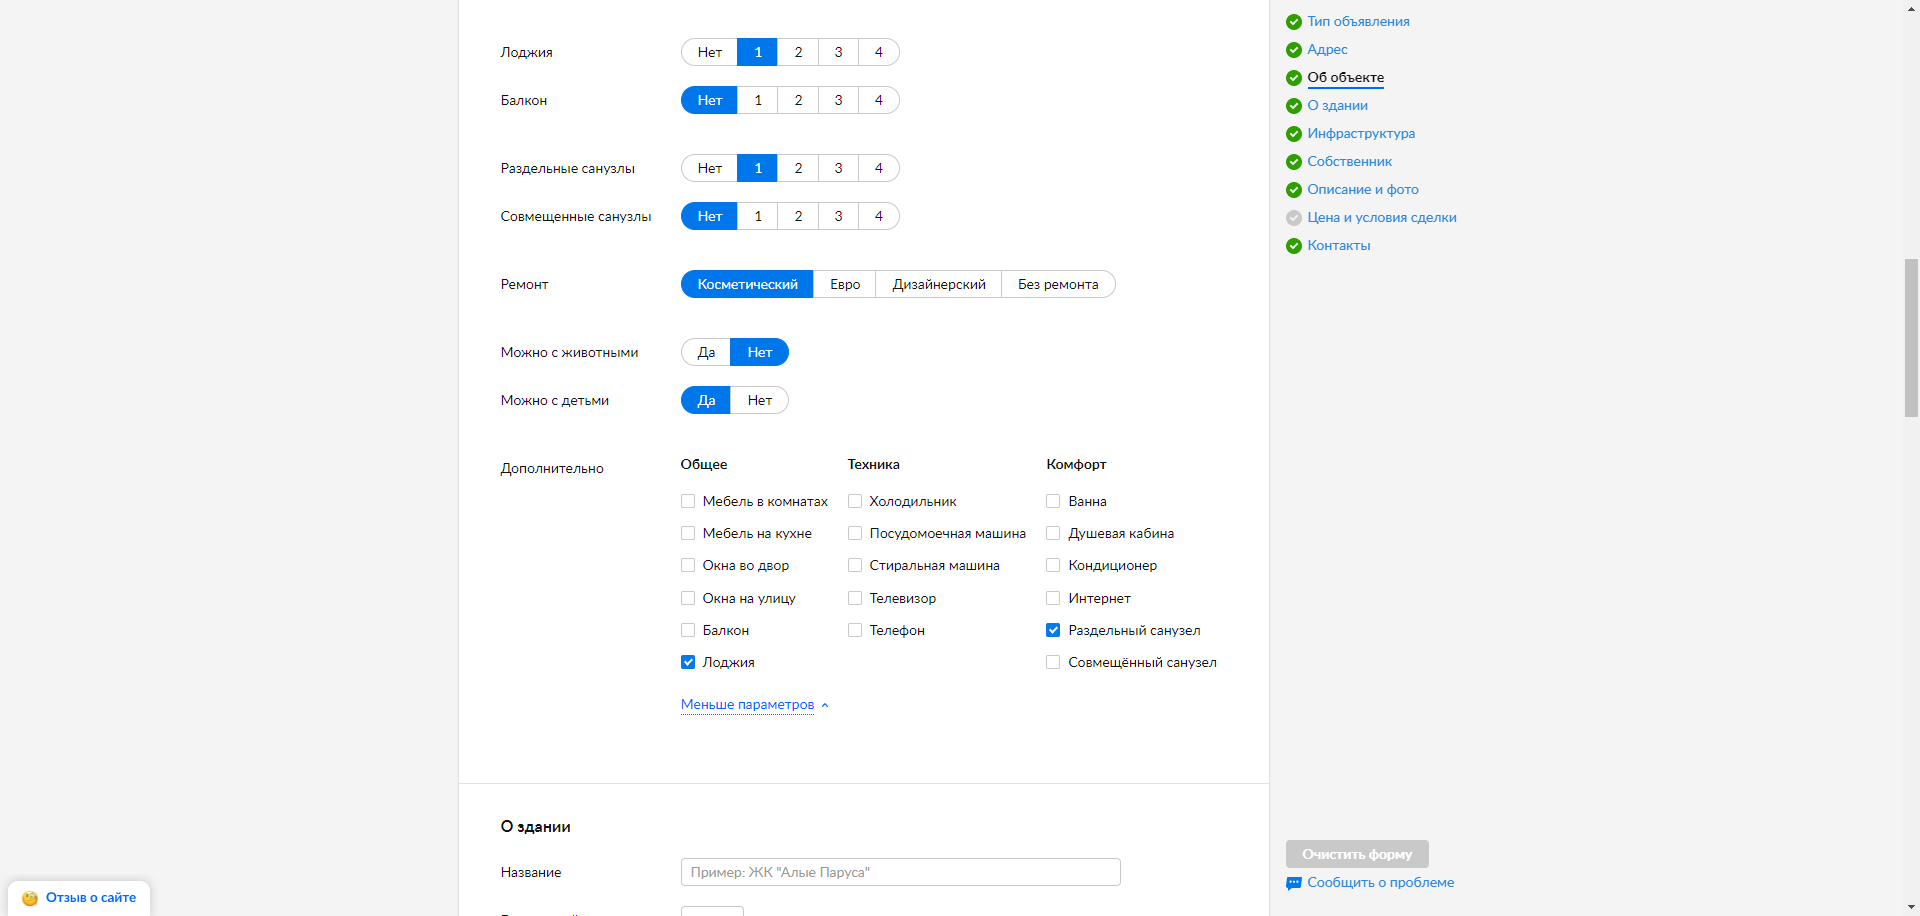 Лоджия Нет 1 2 3 4
Балкон Нет 1 2 3 4
Раздельные санузлы Нет 1 2 3 4
Совмещенные санузлы Нет 1 2 3 4
Ремонт Косметический Евро Дизайнерский Без ремонта
Можно с животными Да Нет
Можно с детьми Да Нет
Дополнительно
Общее
Мебель в комнатах
Мебель на кухне
Окна во двор
Окна на улицу
Балкон
Лоджия
Техника
Холодильник
Посудомоечная машина
Стиральная машина
Телевизор
Телефон
Комфорт
Ванна
Душевая кабина
Кондиционер
Интернет
Раздельный санузел
Совмещённый санузел
Меньше параметров
О здании
Название Пример: ЖК "Алые Паруса"
Тип объявления
Адрес
Об объекте
О здании
Инфраструктура
Собственник
Описание и фото
Цена и условия сделки
Контакты
Очистить форму
Сообщить о проблеме
Отзыв о сайте